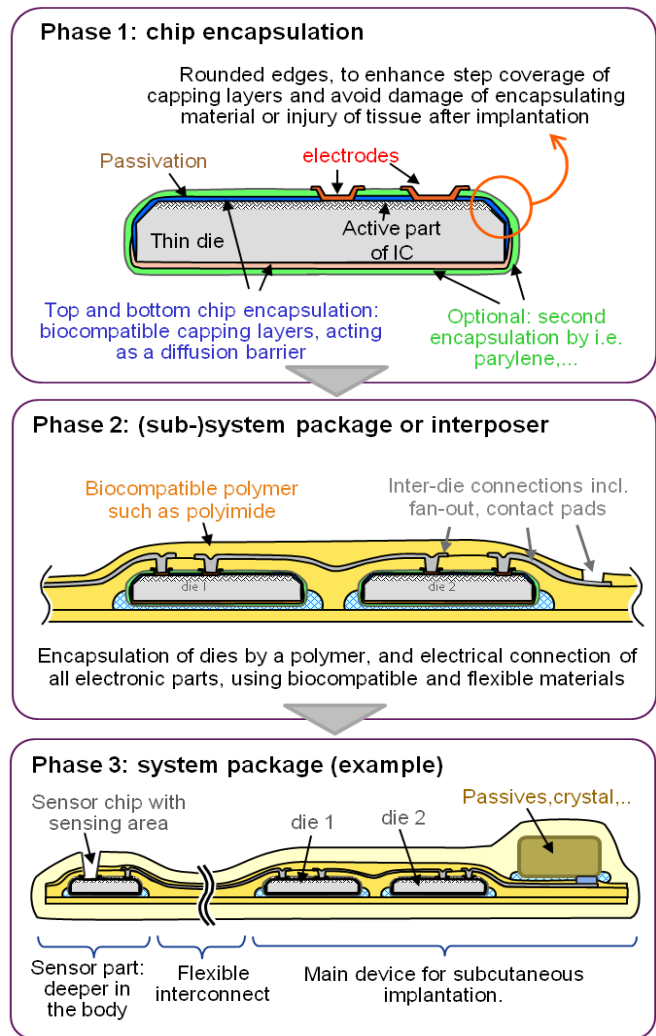 Phase 1: chip encapsulation
Rounded edges, to enhance step coverage of
capping layers and avoid damage of encapsulating
material or injury of tissue after implantation
Passivation
electrodes
Thin die
Active part
of IC
Top and bottom chip encapsulation:
biocompatible capping layers, acting
as a diffusion barrier
Optional: second
encapsulation by i.e.
parylene,...
Phase 2: (sub-)system package or interposer
Biocompatible polymer
such as polyimide
Inter-die connections incl.
fan-out, contact pads
die 1
die 2
Encapsulation of dies by a polymer, and electrical connection of
all electronic parts, using biocompatible and flexible materials
Phase 3: system package (example)
Sensor chip with
sensing area
die 1
die 2
Passives,crystal,..
Sensor part:
deeper in
the body
Flexible
interconnect
Main device for subcutaneous
implantation.